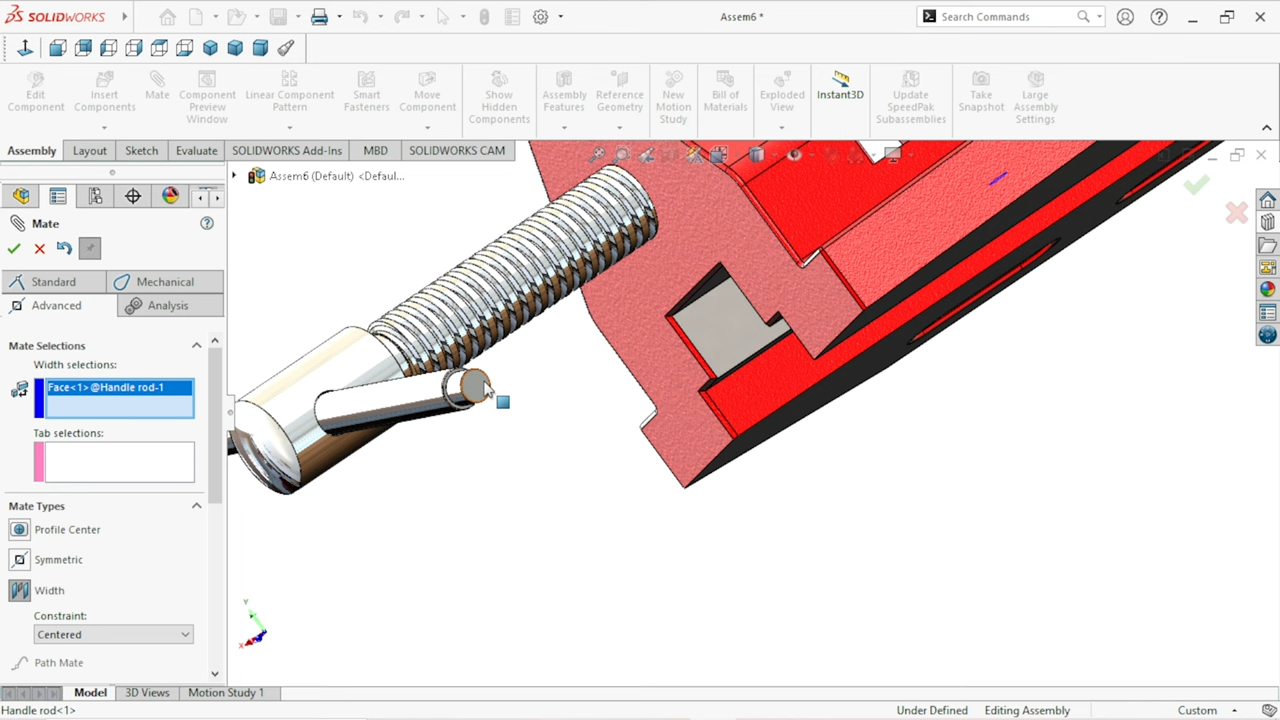 SOLIDWORKS
Assem6 *
Search Commands
Edit Component
Insert Components
Mate
Component Preview Window
Linear Component Pattern
Smart Fasteners
Move Component
Show Hidden Components
Assembly Features
Reference Geometry
New Motion Study
Bill of Materials
Exploded View
Instant3D
Update SpeedPak Subassemblies
Take Snapshot
Large Assembly Settings
Assembly
Layout
Sketch
Evaluate
SOLIDWORKS Add-Ins
MBD
SOLIDWORKS CAM
Assem6 (Default) <Defaul...
Mate
Standard
Mechanical
Advanced
Analysis
Mate Selections
Width selections:
Face<1>@Handle rod-1
Tab selections:
Mate Types
Profile Center
Symmetric
Width
Constraint:
Centered
Path Mate
Y
X
Model
3D Views
Motion Study 1
Handle rod<1>
Under Defined
Editing Assembly
Custom